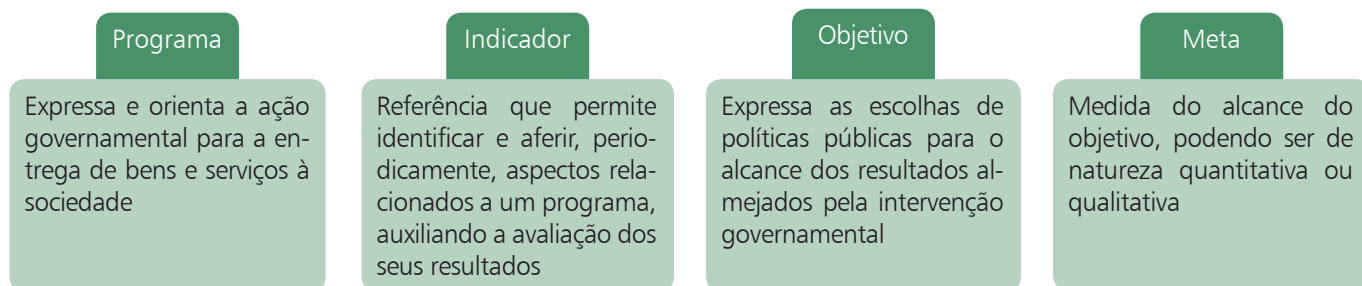 Programa
Expressa e orienta a ação
governamental para a en-
trega de bens e serviços à
sociedade
Indicador
Referência que permite
identificar e aferir, perio-
dicamente, aspectos rela-
cionados a um programa,
auxiliando a avaliação dos
seus resultados
Objetivo
Expressa as escolhas de
políticas públicas para o
alcance dos resultados al-
mejados pela intervenção
governamental
Meta
Medida do alcance do
objetivo, podendo ser de
natureza quantitativa ou
qualitativa